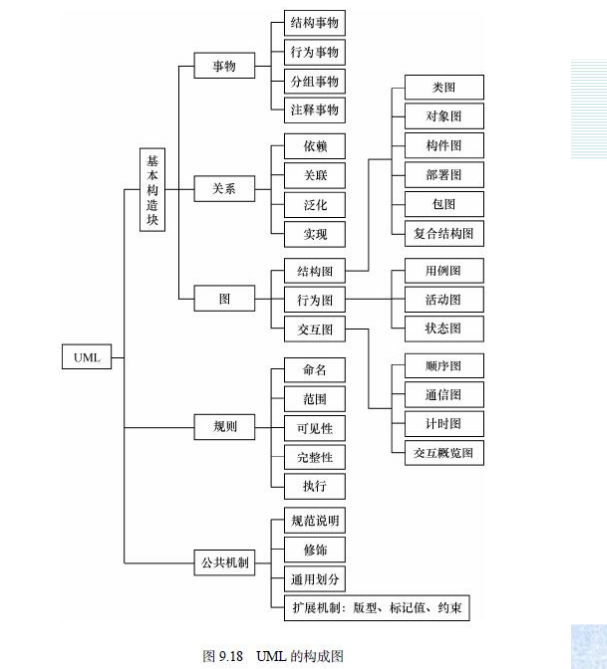 UML
基本构造块
事物
结构事物
行为事物
分组事物
注释事物
关系
依赖
关联
泛化
实现
图
结构图
行为图
交互图
类图
对象图
构件图
部署图
包图
复合结构图
用例图
活动图
状态图
顺序图
通信图
计时图
交互概览图
规则
命名
范围
可见性
完整性
执行
公共机制
规范说明
修饰
通用划分
扩展机制：版型、标记值、约束
图 9.18 UML 的构成图